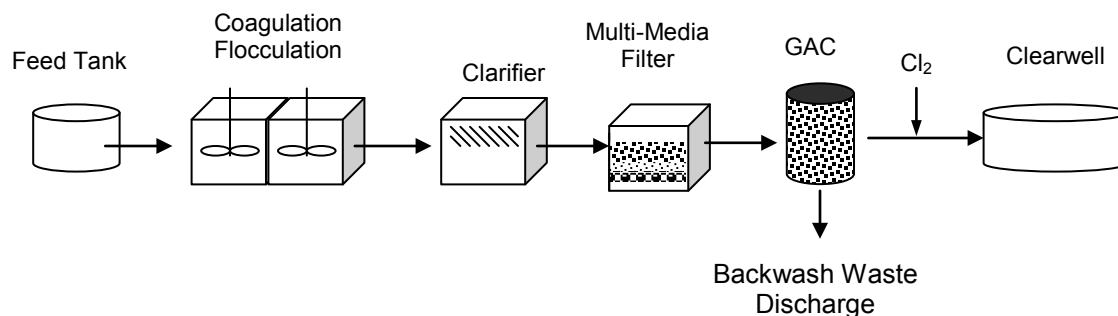 Feed Tank
Coagulation
Flocculation
Clarifier
Multi-Media
Filter
GAC
Cl₂
Clearwell
Backwash Waste
Discharge